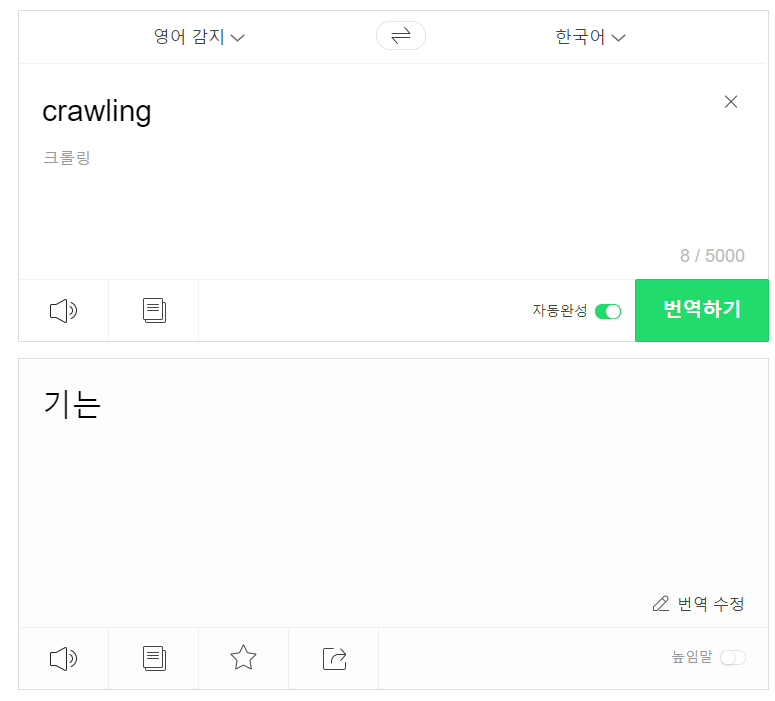 영어 감지 한국어
crawling
크롤링
8 / 5000
자동완성 번역하기
기는
번역 수정
높임말